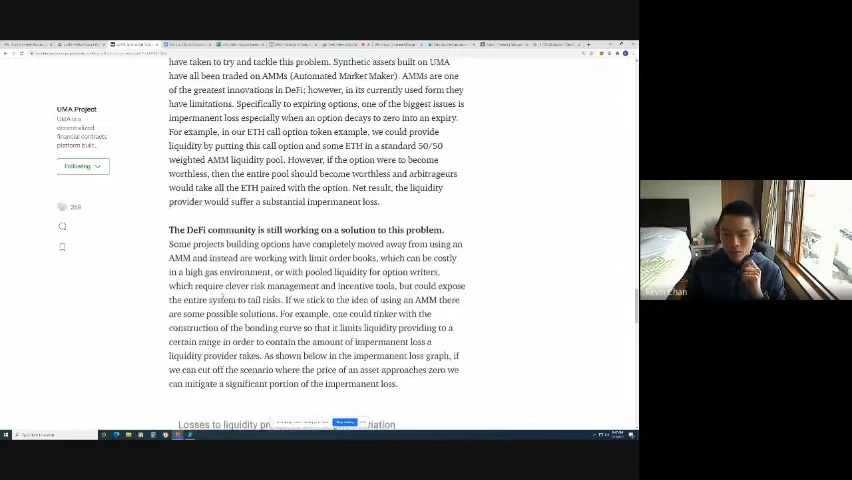 have taken to try and tackle this problem. Synthetic assets built on UMA
have all been traded on AMMs (Automated Market Maker). AMMs are one
of the greatest innovations in DeFi; however, in its currently used form they
have limitations. Specifically to expiring options, one of the biggest issues is
impermanent loss especially when an option decays to zero into an expiry.
For example, in our ETH call option token example, we could provide
liquidity by putting this call option and some ETH in a standard 50/50
weighted AMM liquidity pool. However, if the option were to become
worthless, then the entire pool should become worthless and arbitrageurs
would take all the ETH paired with the option. Net result, the liquidity
provider would suffer a substantial impermanent loss.
UMA Project
UMA is a
decentralized
financial contracts
platform built...
Following
269
The DeFi community is still working on a solution to this problem.
Some projects building options have completely moved away from using an
AMM and instead are working with limit order books, which can be costly
in a high gas environment, or with pooled liquidity for option writers,
which require clever risk management and incentive tools, but could expose
the entire system to tail risks. If we stick to the idea of using an AMM there
are some possible solutions. For example, one could tinker with the
construction of the bonding curve so that it limits liquidity providing to a
certain range in order to contain the amount of impermanent loss a
liquidity provider takes. As shown below in the impermanent loss graph, if
we can cut off the scenario where the price of an asset approaches zero we
can mitigate a significant portion of the impermanent loss.
Losses to liquidity
Kevin Chan